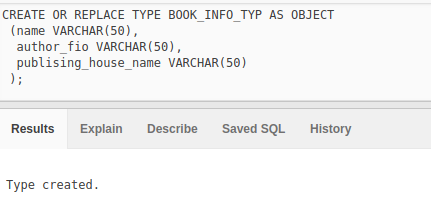 CREATE OR REPLACE TYPE BOOK_INFO_TYP AS OBJECT
(name VARCHAR(50),
author_fio VARCHAR(50),
publising_house_name VARCHAR(50)
);
Results Explain Describe Saved SQL History
Type created.